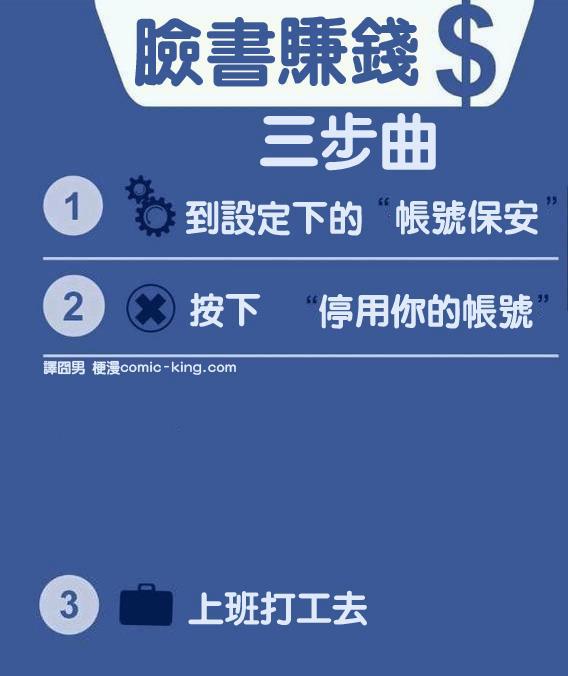 臉書賺錢 $
三步曲
1 到設定下的“帳號保安”
2 按下 “停用你的帳號”
譯囧男 梗漫comic-king.com
3 上班打工去